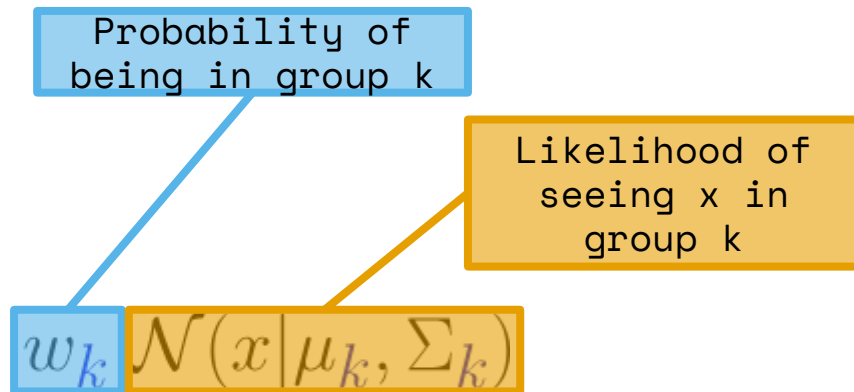 Probability of
being in group k
Likelihood of
seeing x in
group k
w_k 𝒩(x|μ_k, Σ_k)